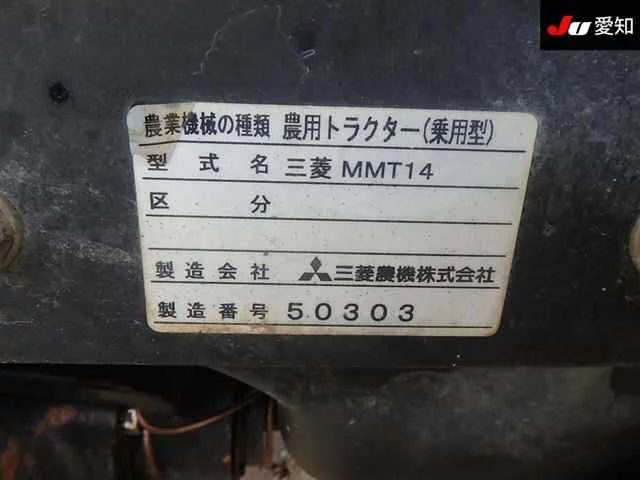 JU 愛知
農業機械の種類 農用トラクター(乗用型)
型式名 三菱 MMT14
区分
製造会社 三菱農機株式会社
製造番号 50303